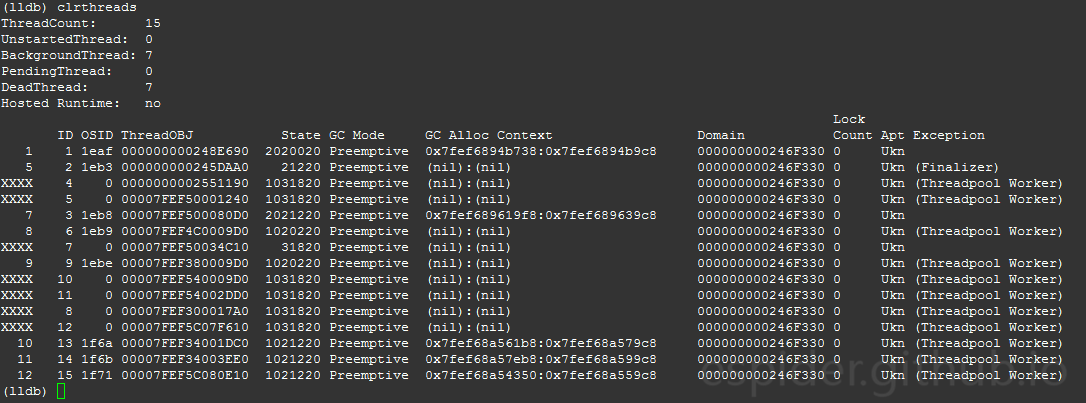 (lldb) clrthreads
ThreadCount:      15
UnstartedThread:  0
BackgroundThread: 7
PendingThread:    0
DeadThread:       7
Hosted Runtime:   no
Lock
ID OSID ThreadOBJ           State GC Mode     GC Alloc Context                  Domain           Count Apt Exception
1    1 1eaf 000000000248E690  2020020 Preemptive  0x7fef6894b738:0x7fef6894b9c8     000000000246F330 0     Ukn
5    2 1eb3 000000000245DAA0    21220 Preemptive  (nil):(nil)                       000000000246F330 0     Ukn (Finalizer)
XXXX    4    0 0000000002551190  1031820 Preemptive  (nil):(nil)                       000000000246F330 0     Ukn (Threadpool Worker)
XXXX    5    0 00007FEF50001240  1031820 Preemptive  (nil):(nil)                       000000000246F330 0     Ukn (Threadpool Worker)
7    3 1eb8 00007FEF500080D0  2021220 Preemptive  0x7fef689619f8:0x7fef689639c8     000000000246F330 0     Ukn
8    6 1eb9 00007FEF4C0009D0  1020220 Preemptive  (nil):(nil)                       000000000246F330 0     Ukn (Threadpool Worker)
XXXX    7    0 00007FEF50034C10    31820 Preemptive  (nil):(nil)                       000000000246F330 0     Ukn
9    9 1ebe 00007FEF380009D0  1020220 Preemptive  (nil):(nil)                       000000000246F330 0     Ukn (Threadpool Worker)
XXXX   10    0 00007FEF540009D0  1031820 Preemptive  (nil):(nil)                       000000000246F330 0     Ukn (Threadpool Worker)
XXXX   11    0 00007FEF54002DD0  1031820 Preemptive  (nil):(nil)                       000000000246F330 0     Ukn (Threadpool Worker)
XXXX    8    0 00007FEF300017A0  1031820 Preemptive  (nil):(nil)                       000000000246F330 0     Ukn (Threadpool Worker)
XXXX   12    0 00007FEF5C07F610  1031820 Preemptive  (nil):(nil)                       000000000246F330 0     Ukn (Threadpool Worker)
10   13 1f6a 00007FEF34001DC0  1021220 Preemptive  0x7fef68a561b8:0x7fef68a579c8     000000000246F330 0     Ukn (Threadpool Worker)
11   14 1f6b 00007FEF34003EE0  1021220 Preemptive  0x7fef68a57eb8:0x7fef68a599c8     000000000246F330 0     Ukn (Threadpool Worker)
12   15 1f71 00007FEF5C080E10  1021220 Preemptive  0x7fef68a54350:0x7fef68a559c8     000000000246F330 0     Ukn (Threadpool Worker)
(lldb)
espider.github.io